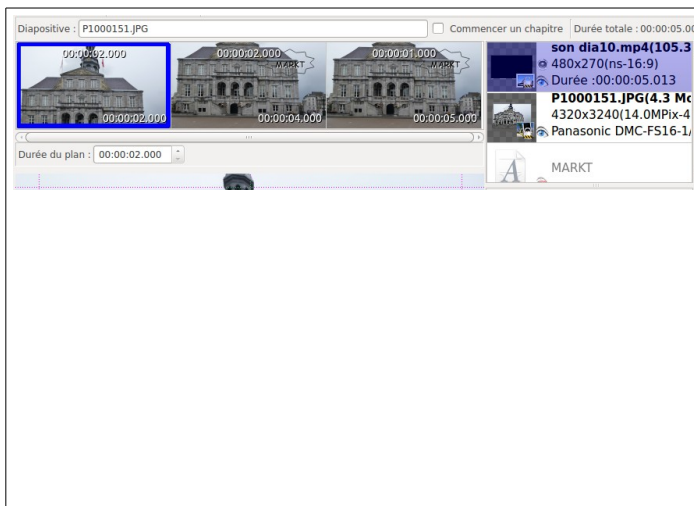 Diapositive : P1000151.JPG
Commencer un chapitre
Durée totale : 00:00:05.00
00:00:02.000
00:00:02.000
00:00:02.000
MARKT
00:00:04.000
00:00:01.000
MARKT
00:00:05.000
Durée du plan : 00:00:02.000
son dia10.mp4(105.3
480x270(ns-16:9)
Durée :00:00:05.013
P1000151.JPG(4.3 Mo
4320x3240(14.0MPix-4
Panasonic DMC-FS16-1/
A
MARKT